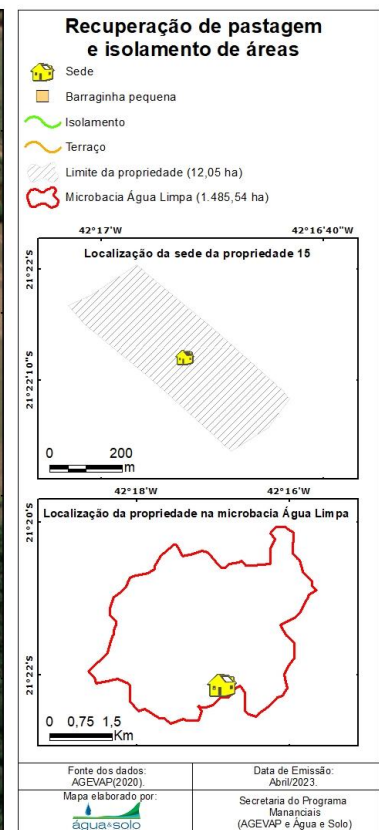 Recuperação de pastagem
e isolamento de áreas
Sede
Barraginha pequena
Isolamento
Terraço
Limite da propriedade (12,05 ha)
Microbacia Água Limpa (1.485,54 ha)
42°17'W 42°16'40"W
Localização da sede da propriedade 15
21°22'S
21°22'10"S
0 200
m
42°18'W 42°16'W
Localização da propriedade na microbacia Água Limpa
21°20'S
21°22'S
0 0,75 1,5
Km
Fonte dos dados:
AGEVAP(2020).
Data de Emissão:
Abril/2023.
Mapa elaborado por:
água&solo
Secretaria do Programa
Mananciais
(AGEVAP e Água e Solo)